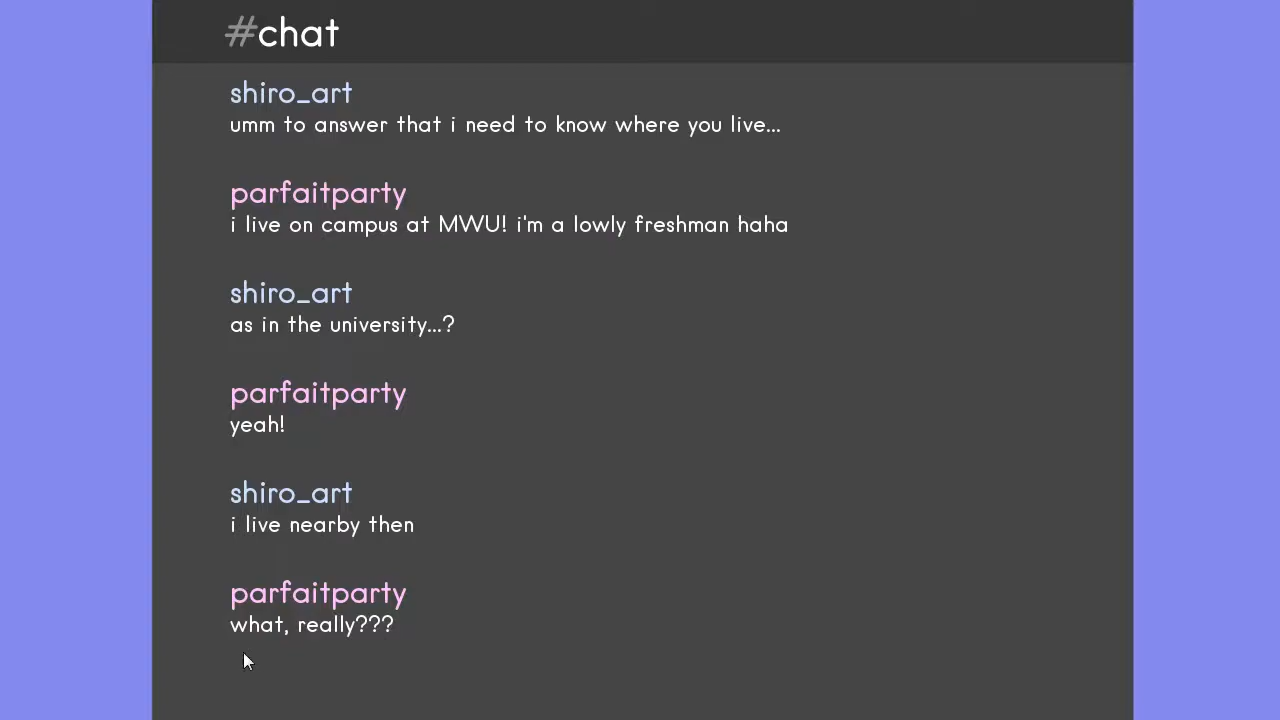 #chat
shiro_art
umm to answer that i need to know where you live...
parfaitparty
i live on campus at MWU! i'm a lowly freshman haha
shiro_art
as in the university...?
parfaitparty
yeah!
shiro_art
i live nearby then
parfaitparty
what, really???